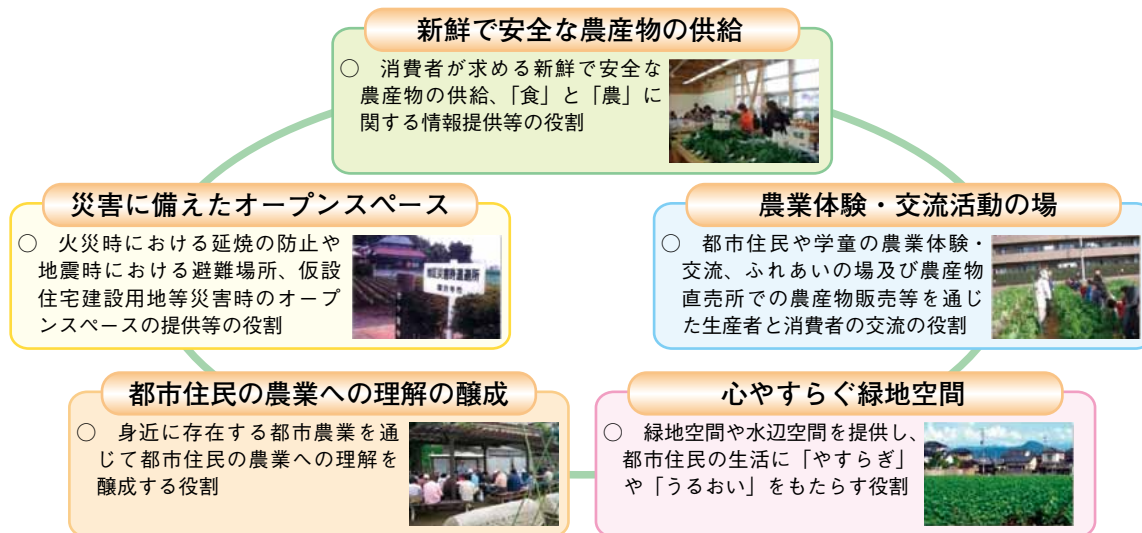 新鮮で安全な農産物の供給
○　消費者が求める新鮮で安全な
農産物の供給、「食」と「農」に
関する情報提供等の役割
災害に備えたオープンスペース
○　火災時における延焼の防止や
地震時における避難場所、仮設
住宅建設用地等災害時のオープ
ンスペースの提供等の役割
農業体験・交流活動の場
○　都市住民や学童の農業体験・
交流、ふれあいの場及び農産物
直売所での農産物販売等を通じ
た生産者と消費者の交流の役割
都市住民の農業への理解の醸成
○　身近に存在する都市農業を通
じて都市住民の農業への理解を
醸成する役割
心やすらぐ緑地空間
○　緑地空間や水辺空間を提供し、
都市住民の生活に「やすらぎ」
や「うるおい」をもたらす役割